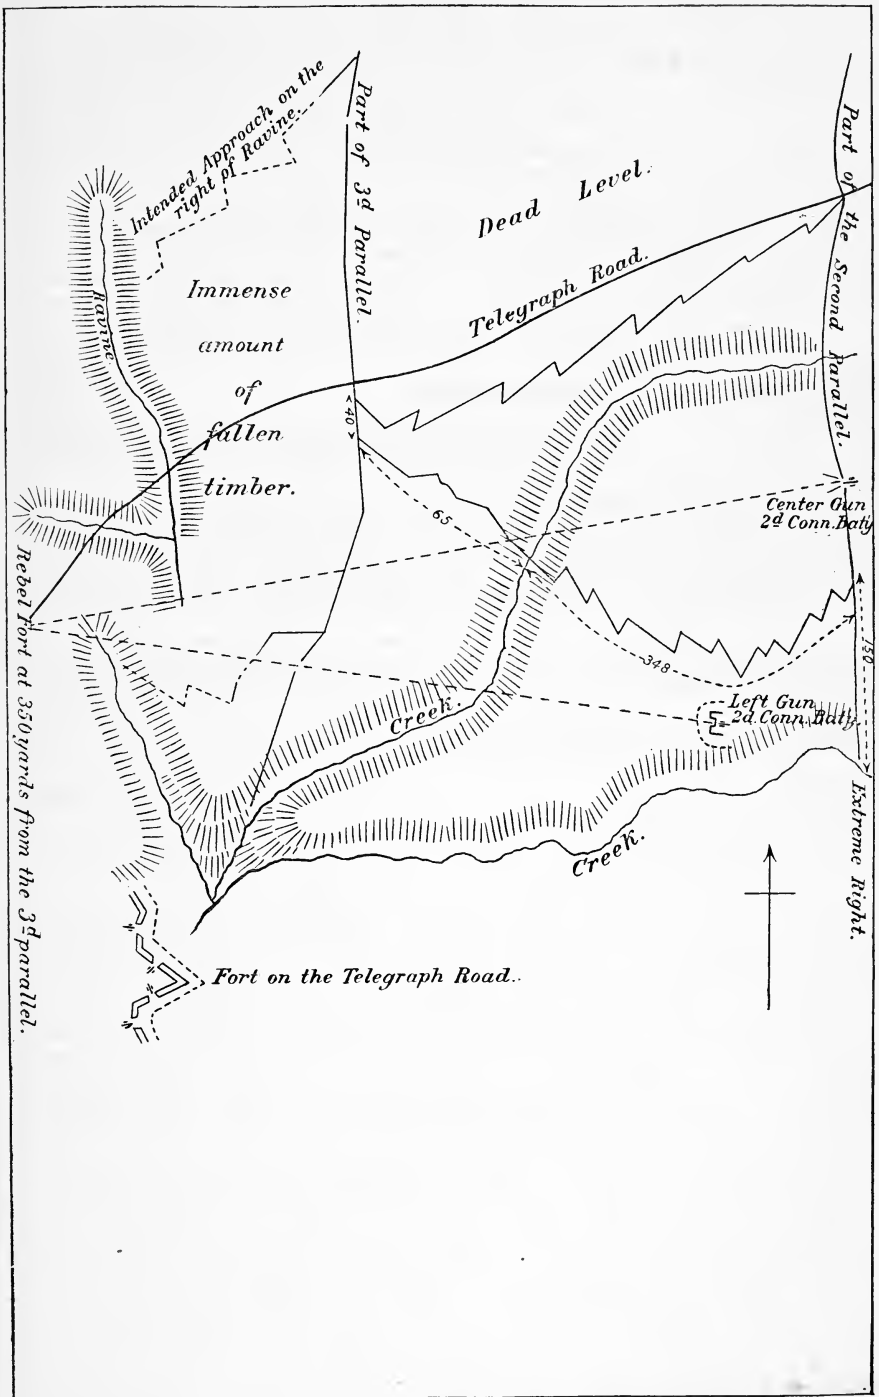 Intended Approach on the
right of Ravine.
Part of 3d Parallel.
Dead Level.
Part of the Second Parallel.
Telegraph Road.
Ravine.
Immense
amount
of
fallen
timber.
40
65
Center Gun
2d Conn. Bat'y
150
348
Left Gun
2d. Conn. Bat'y.
Creek.
Creek.
Rebel Fort at 350 yards from the 3d parallel.
Extreme Right.
Fort on the Telegraph Road..